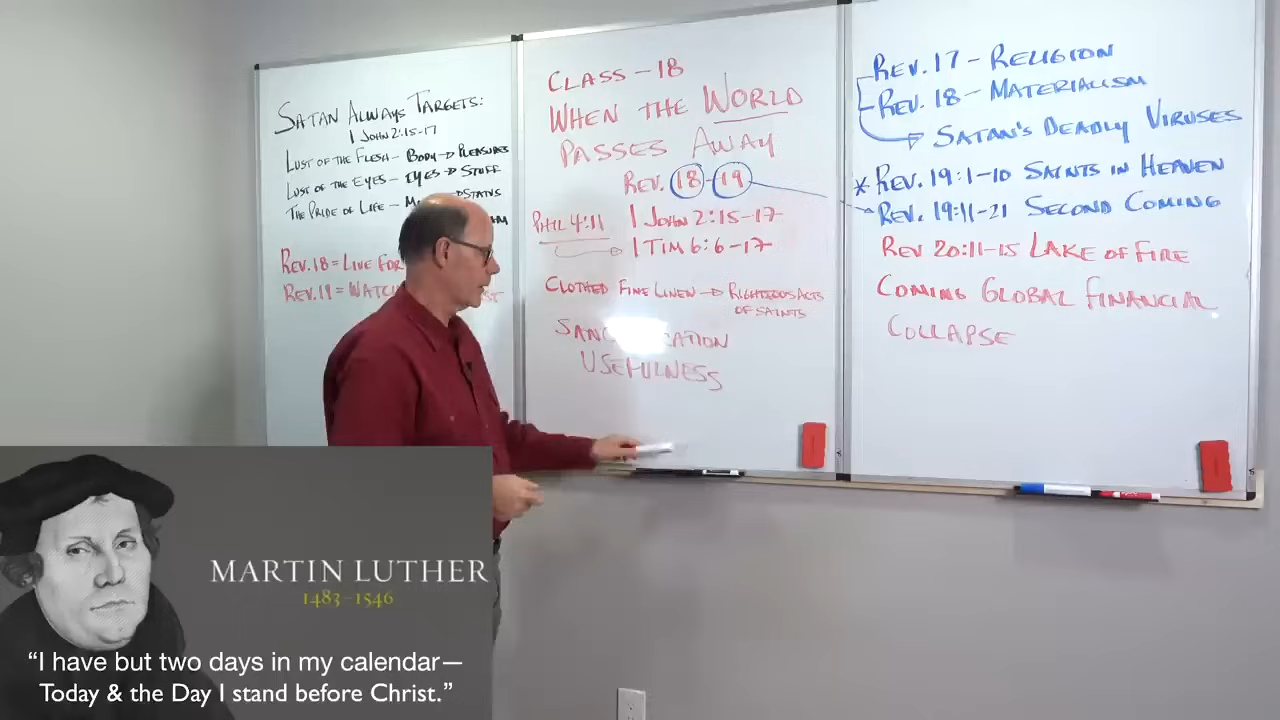 SATAN ALWAYS TARGETS:
1 JOHN 2:15-17
LUST OF THE FLESH - BODY → PLEASURES
LUST OF THE EYES - EYES → STUFF
THE PRIDE OF LIFE - → STATUS
REV. 18 = LIVE FOR
REV. 19 =
CLASS - 18
WHEN THE WORLD
PASSES AWAY
REV. 18-19
PHIL 4:11 1 JOHN 2:15-17
→ 1 TIM 6:6-17
CLOTHED FINE LINEN → RIGHTEOUS ACTS
OF SAINTS
USEFULNESS
REV. 17 - RELIGION
REV. 18 - MATERIALISM
→ SATAN'S DEADLY VIRUSES
* REV. 19:1-10 SAINTS IN HEAVEN
REV. 19:11-21 SECOND COMING
REV 20:11-15 LAKE OF FIRE
COMING GLOBAL FINANCIAL
COLLAPSE
MARTIN LUTHER
1483–1546
“I have but two days in my calendar—
Today & the Day I stand before Christ.”